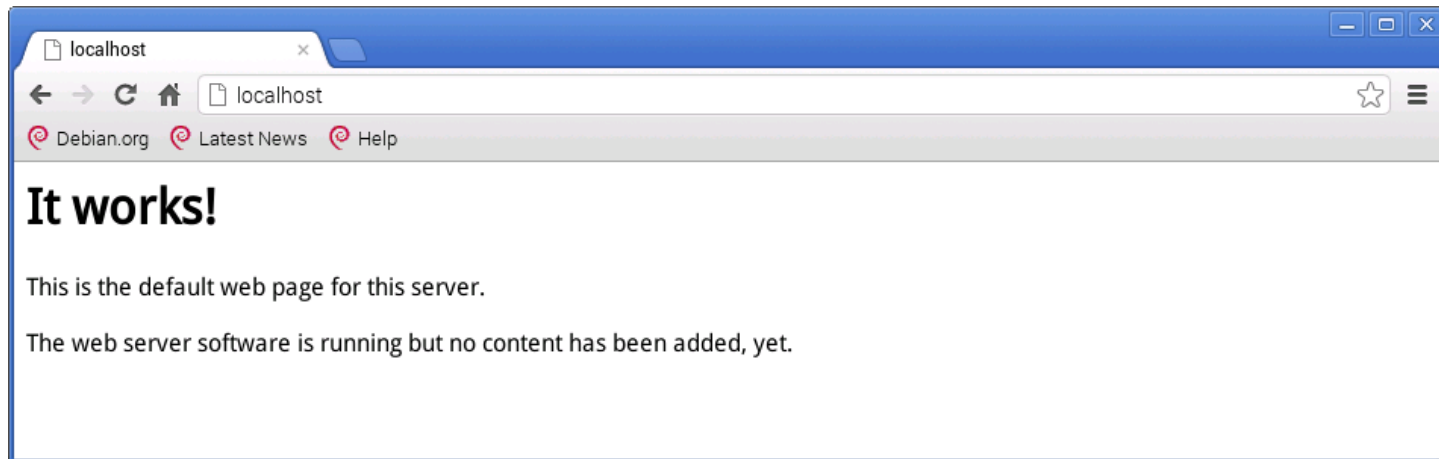 localhost
localhost
Debian.org Latest News Help
It works!
This is the default web page for this server.
The web server software is running but no content has been added, yet.